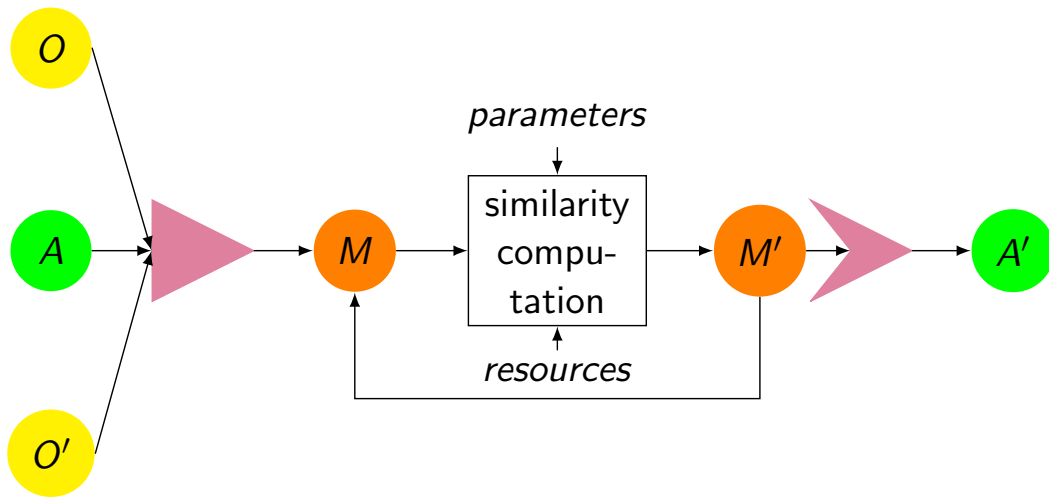 O
parameters
A
M
similarity
compu-
tation
M′
A′
resources
O′